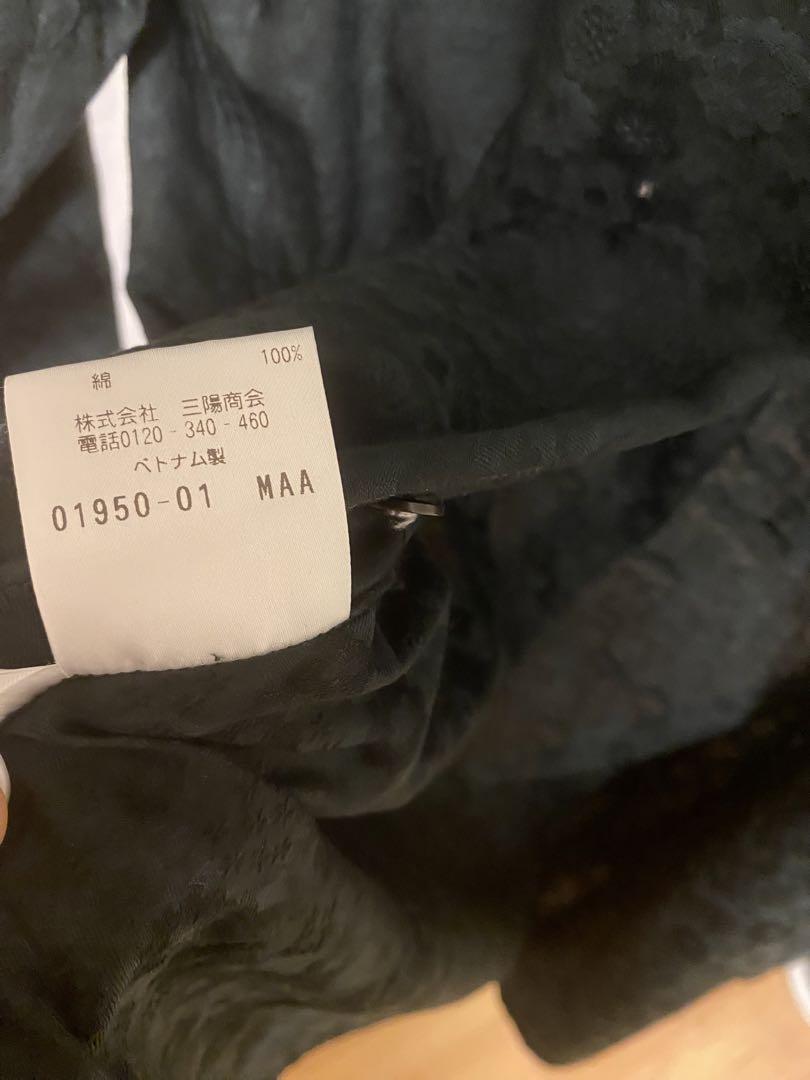 綿 100%
株式会社 三陽商会
電話0120-340-460
ベトナム製
01950-01 MAA